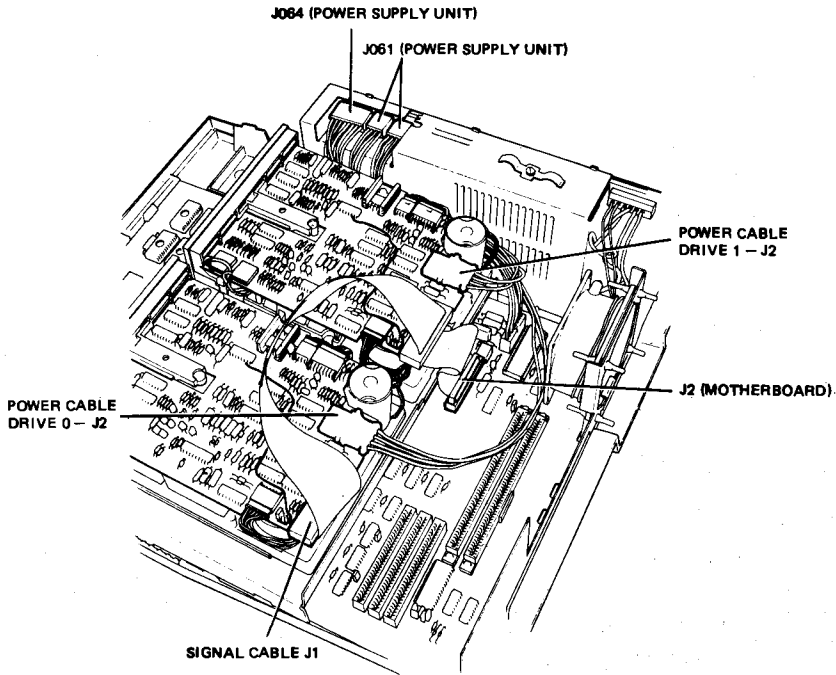 J064 (POWER SUPPLY UNIT)
J061 (POWER SUPPLY UNIT)
POWER CABLE
DRIVE 1 – J2
J2 (MOTHERBOARD)
POWER CABLE
DRIVE 0 – J2
SIGNAL CABLE J1